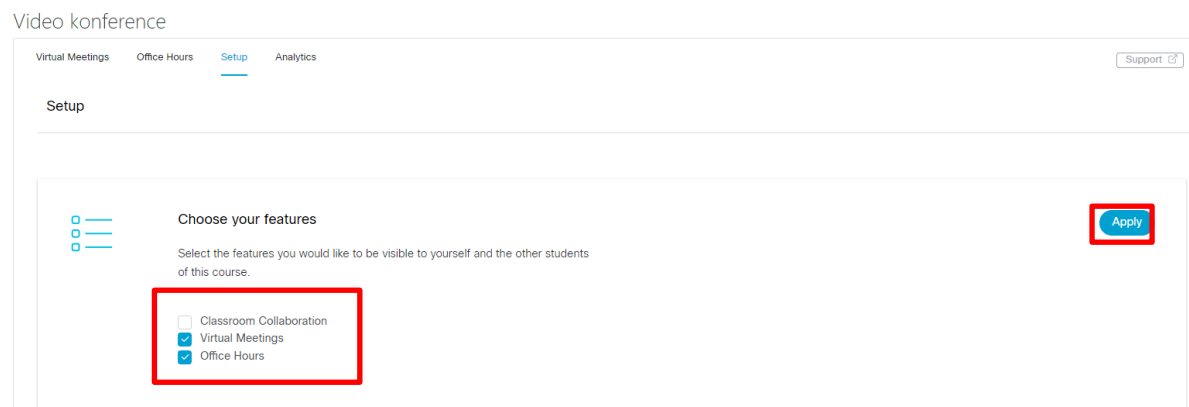 Video konference
Virtual Meetings Office Hours Setup Analytics Support
Setup
Choose your features Apply
Select the features you would like to be visible to yourself and the other students
of this course.
Classroom Collaboration
Virtual Meetings
Office Hours